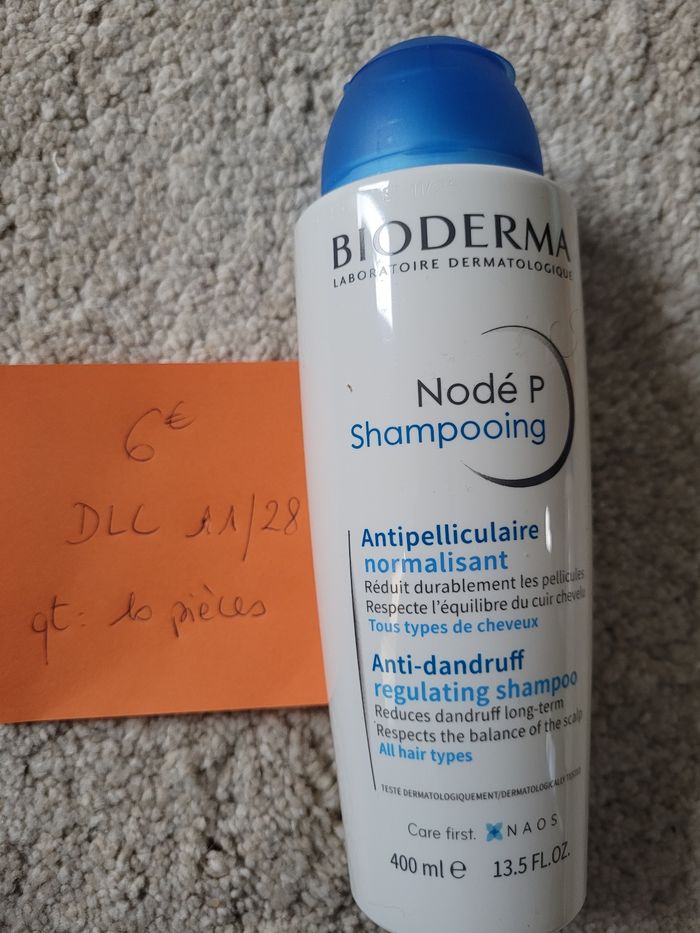 6€
DLC 11/28
qt: 10 pièces
BIODERMA
LABORATOIRE DERMATOLOGIQUE
Nodé P
Shampooing
Antipelliculaire
normalisant
Réduit durablement les pellicules
Respecte l'équilibre du cuir chevelu
Tous types de cheveux
Anti-dandruff
regulating shampoo
Reduces dandruff long-term
Respects the balance of the scalp
All hair types
TESTÉ DERMATOLOGIQUEMENT/DERMATOLOGICALLY TESTED
Care first. NAOS
400 ml e 13.5 FL.OZ.